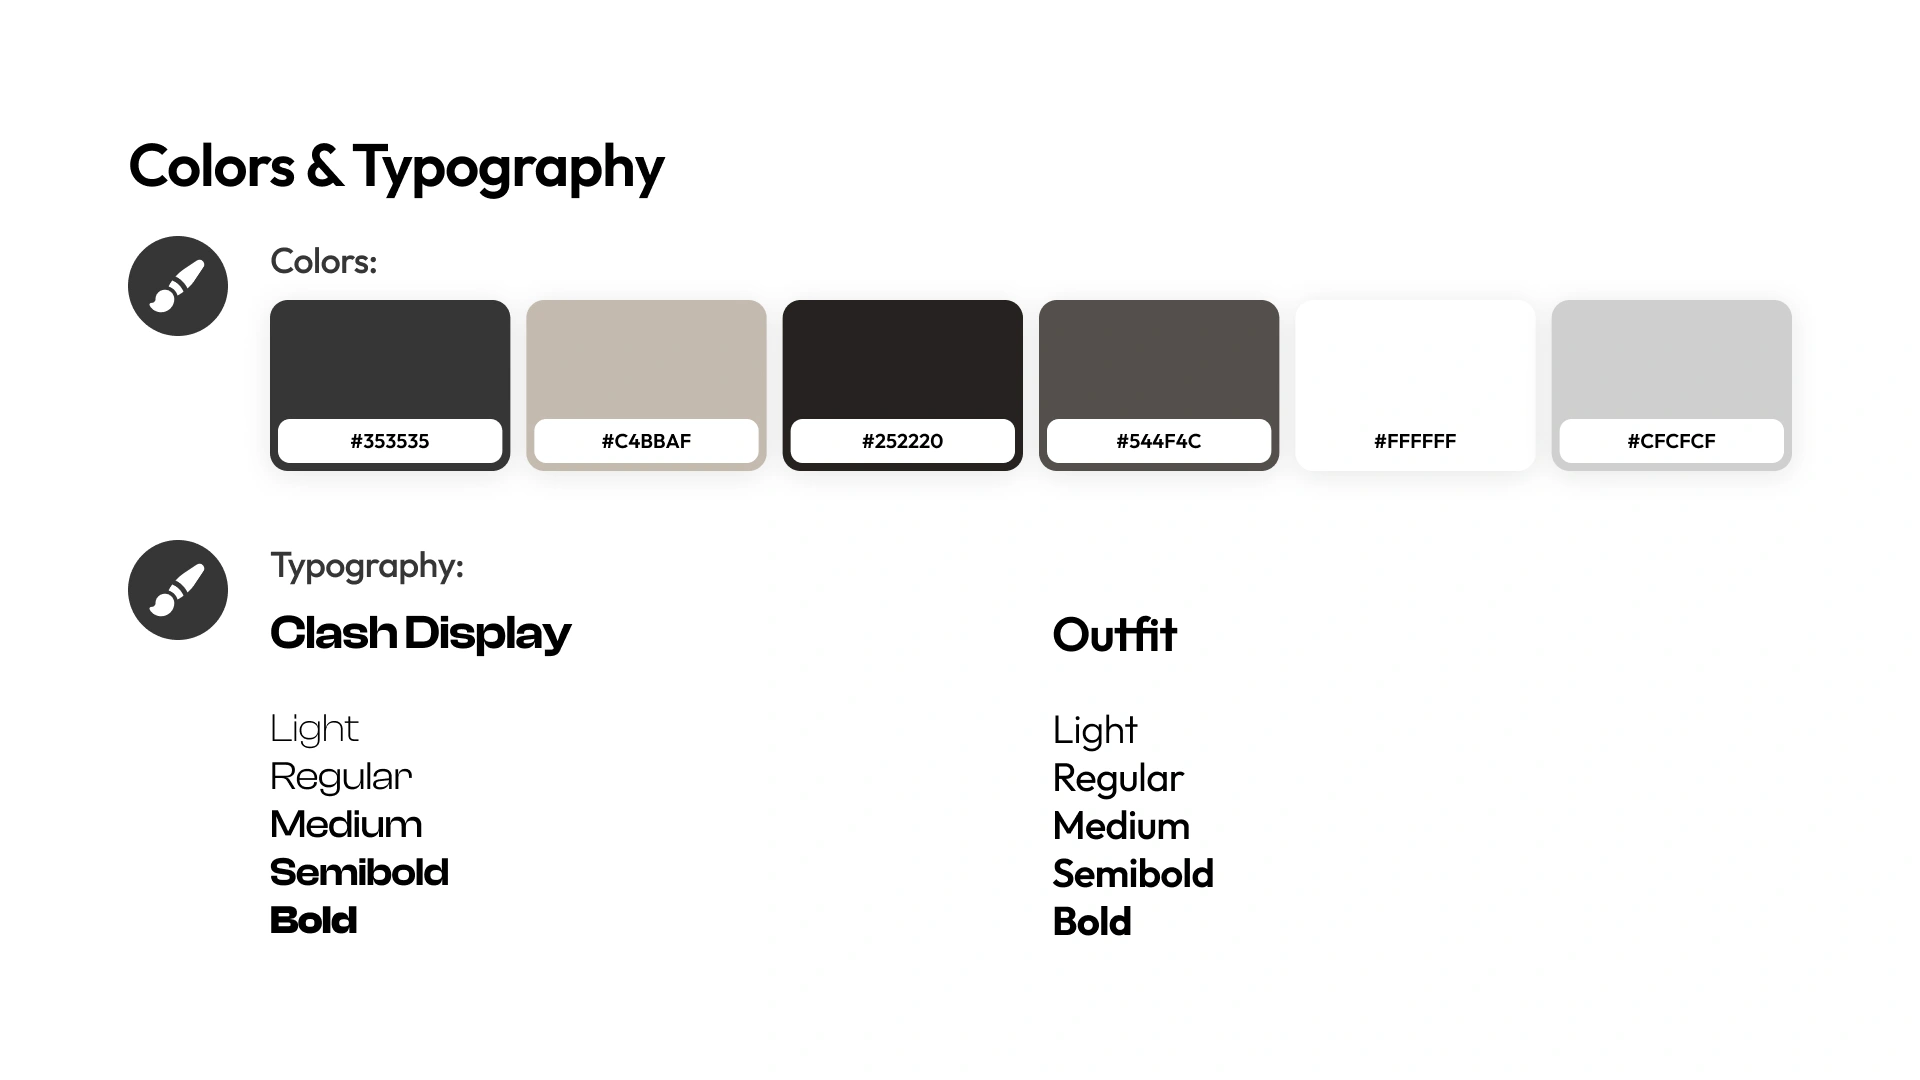 Colors & Typography
Colors:
#353535
#C4BBAF
#252220
#544F4C
#FFFFFF
#CFCFCF
Typography:
Clash Display
Light
Regular
Medium
Semibold
Bold
Outfit
Light
Regular
Medium
Semibold
Bold